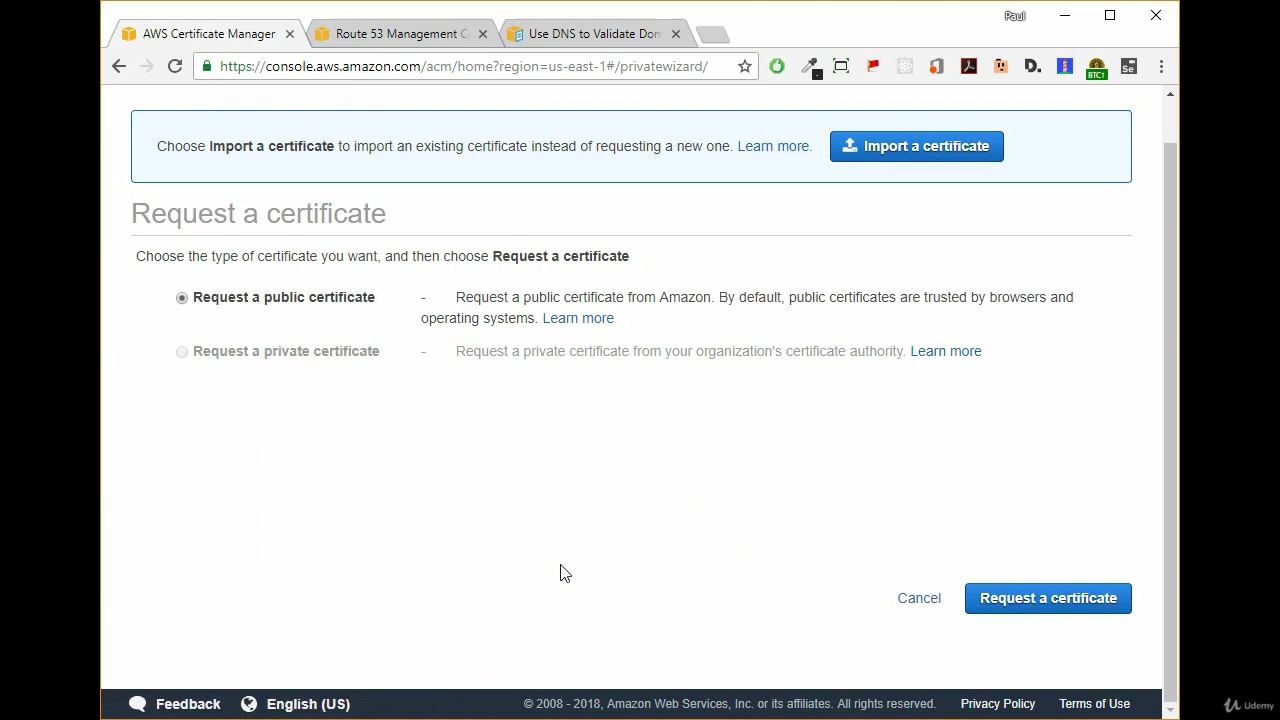 Paul
AWS Certificate Manager
Route 53 Management C
Use DNS to Validate Dom
https://console.aws.amazon.com/acm/home?region=us-east-1#/privatewizard/
D.
BTC1
Se
Choose Import a certificate to import an existing certificate instead of requesting a new one. Learn more.
Import a certificate
Request a certificate
Choose the type of certificate you want, and then choose Request a certificate
Request a public certificate - Request a public certificate from Amazon. By default, public certificates are trusted by browsers and
operating systems. Learn more
Request a private certificate - Request a private certificate from your organization's certificate authority. Learn more
Cancel
Request a certificate
Feedback
English (US)
© 2008 - 2018, Amazon Web Services, Inc. or its affiliates. All rights reserved.
Privacy Policy
Terms of Use
Udemy